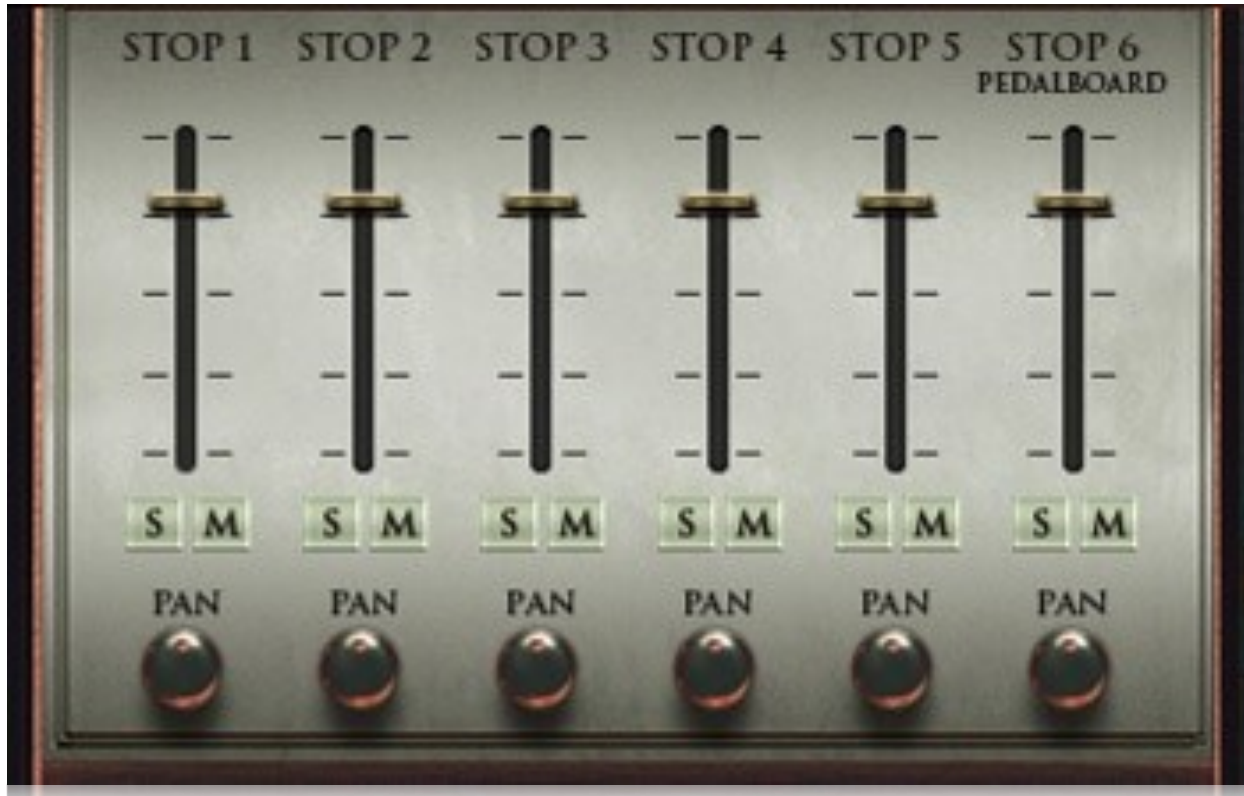 STOP 1 STOP 2 STOP 3 STOP 4 STOP 5 STOP 6
PEDALBOARD
S M S M S M S M S M S M
PAN PAN PAN PAN PAN PAN